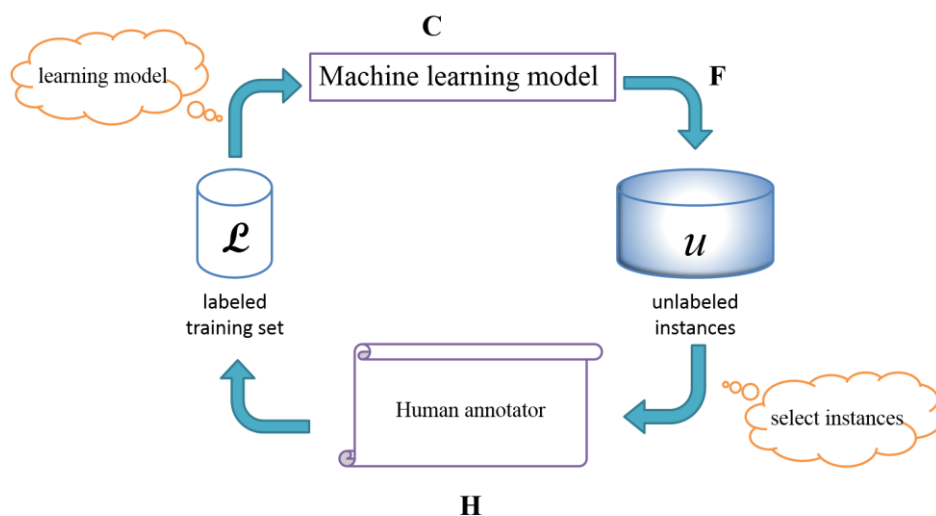 C
learning model
Machine learning model
F
ℒ
u
labeled
training set
unlabeled
instances
Human annotator
select instances
H